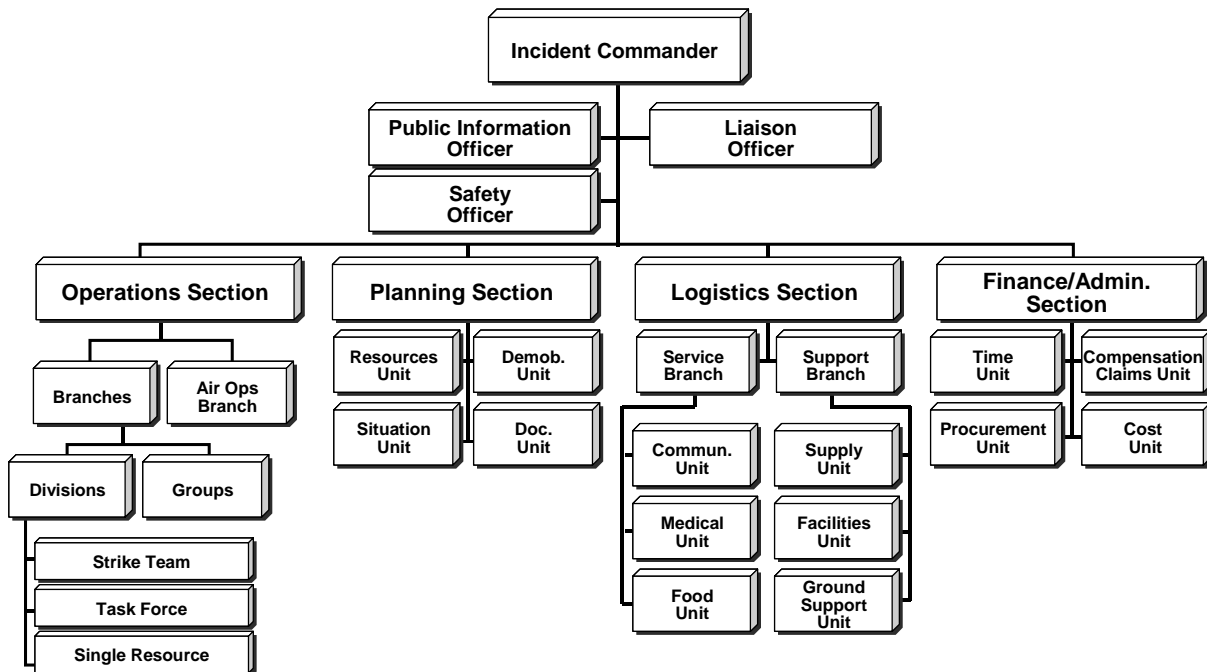 Incident Commander
Public Information
Officer
Liaison
Officer
Safety
Officer
Operations Section
Planning Section
Logistics Section
Finance/Admin.
Section
Resources
Unit
Demob.
Unit
Service
Branch
Support
Branch
Time
Unit
Compensation
Claims Unit
Branches
Air Ops
Branch
Situation
Unit
Doc.
Unit
Procurement
Unit
Cost
Unit
Commun.
Unit
Supply
Unit
Divisions
Groups
Medical
Unit
Facilities
Unit
Strike Team
Task Force
Food
Unit
Ground
Support
Unit
Single Resource